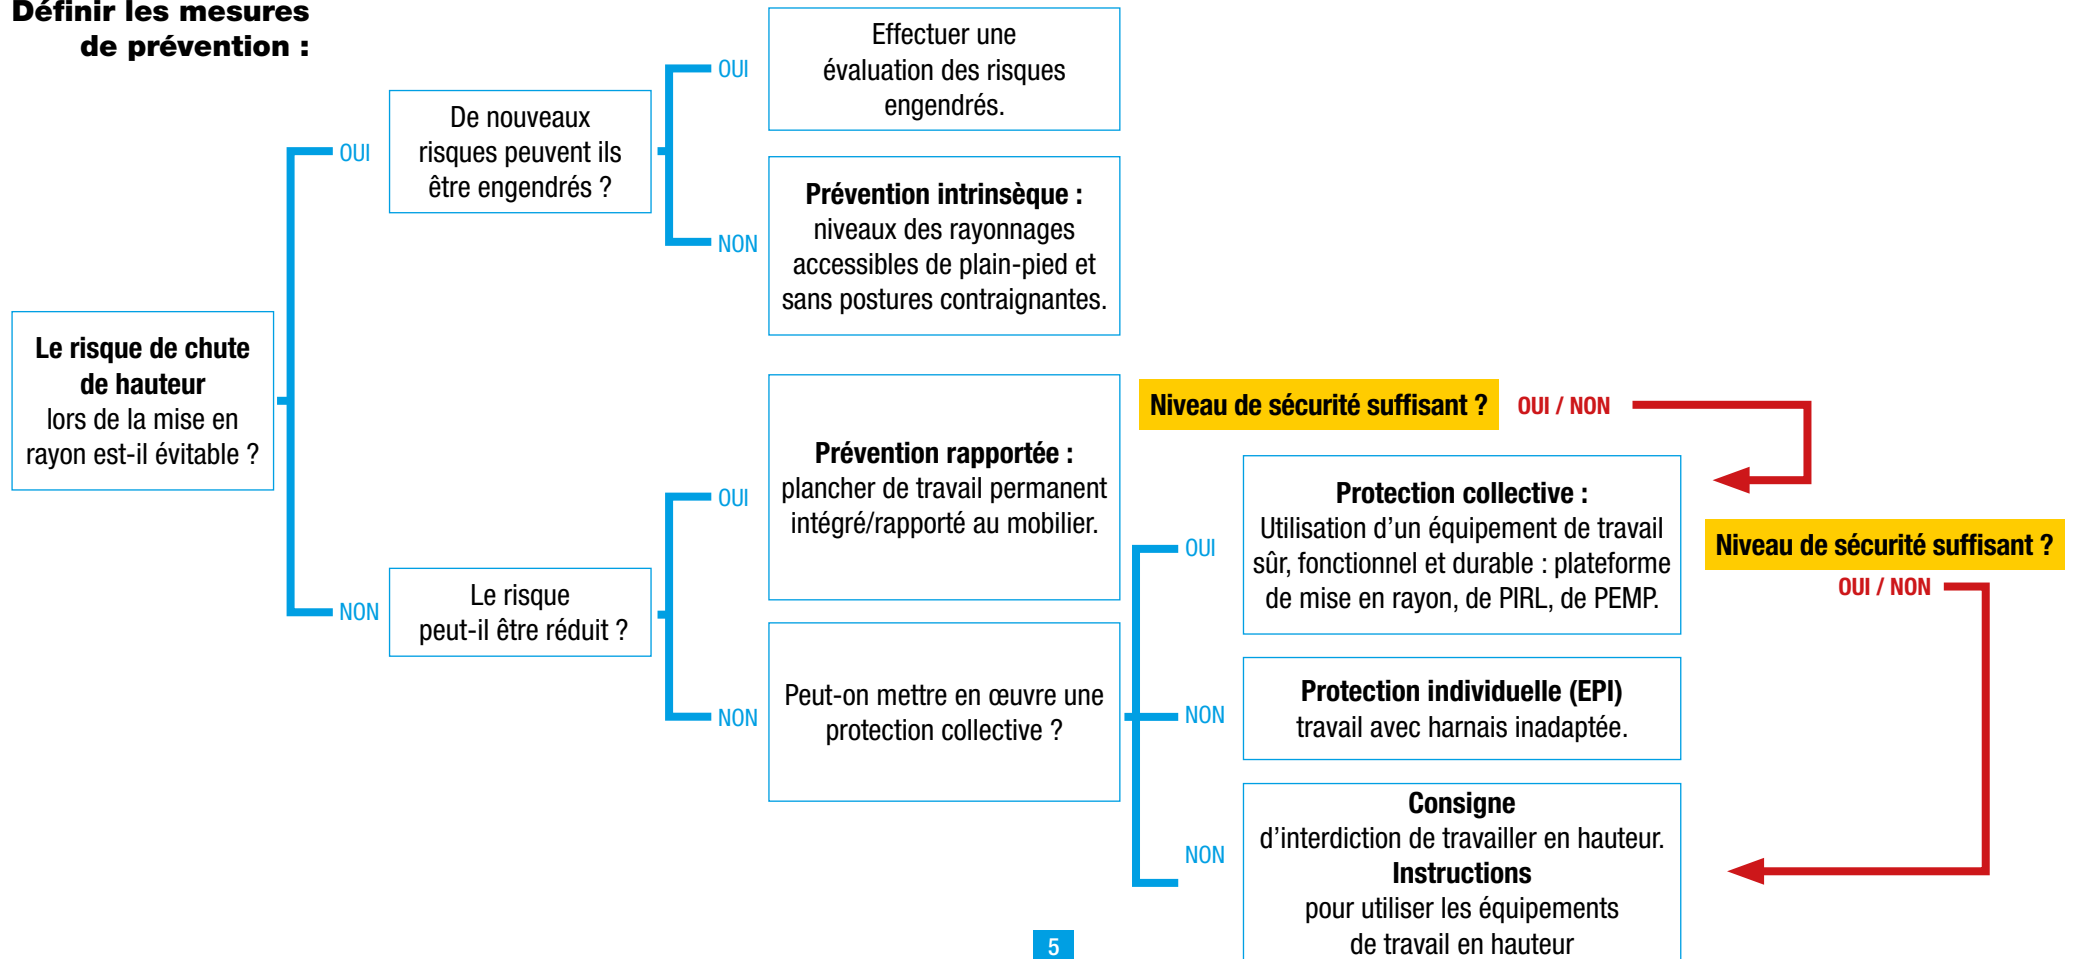 Définir les mesures
de prévention :
Le risque de chute
de hauteur
lors de la mise en
rayon est-il évitable ?
OUI
De nouveaux
risques peuvent ils
être engendrés ?
OUI
Effectuer une
évaluation des risques
engendrés.
NON
Prévention intrinsèque :
niveaux des rayonnages
accessibles de plain-pied et
sans postures contraignantes.
NON
Le risque
peut-il être réduit ?
OUI
Prévention rapportée :
plancher de travail permanent
intégré/rapporté au mobilier.
Niveau de sécurité suffisant ?
OUI / NON
NON
Peut-on mettre en œuvre une
protection collective ?
OUI
Protection collective :
Utilisation d’un équipement de travail
sûr, fonctionnel et durable : plateforme
de mise en rayon, de PIRL, de PEMP.
Niveau de sécurité suffisant ?
OUI / NON
NON
Protection individuelle (EPI)
travail avec harnais inadaptée.
NON
Consigne
d’interdiction de travailler en hauteur.
Instructions
pour utiliser les équipements
de travail en hauteur
5